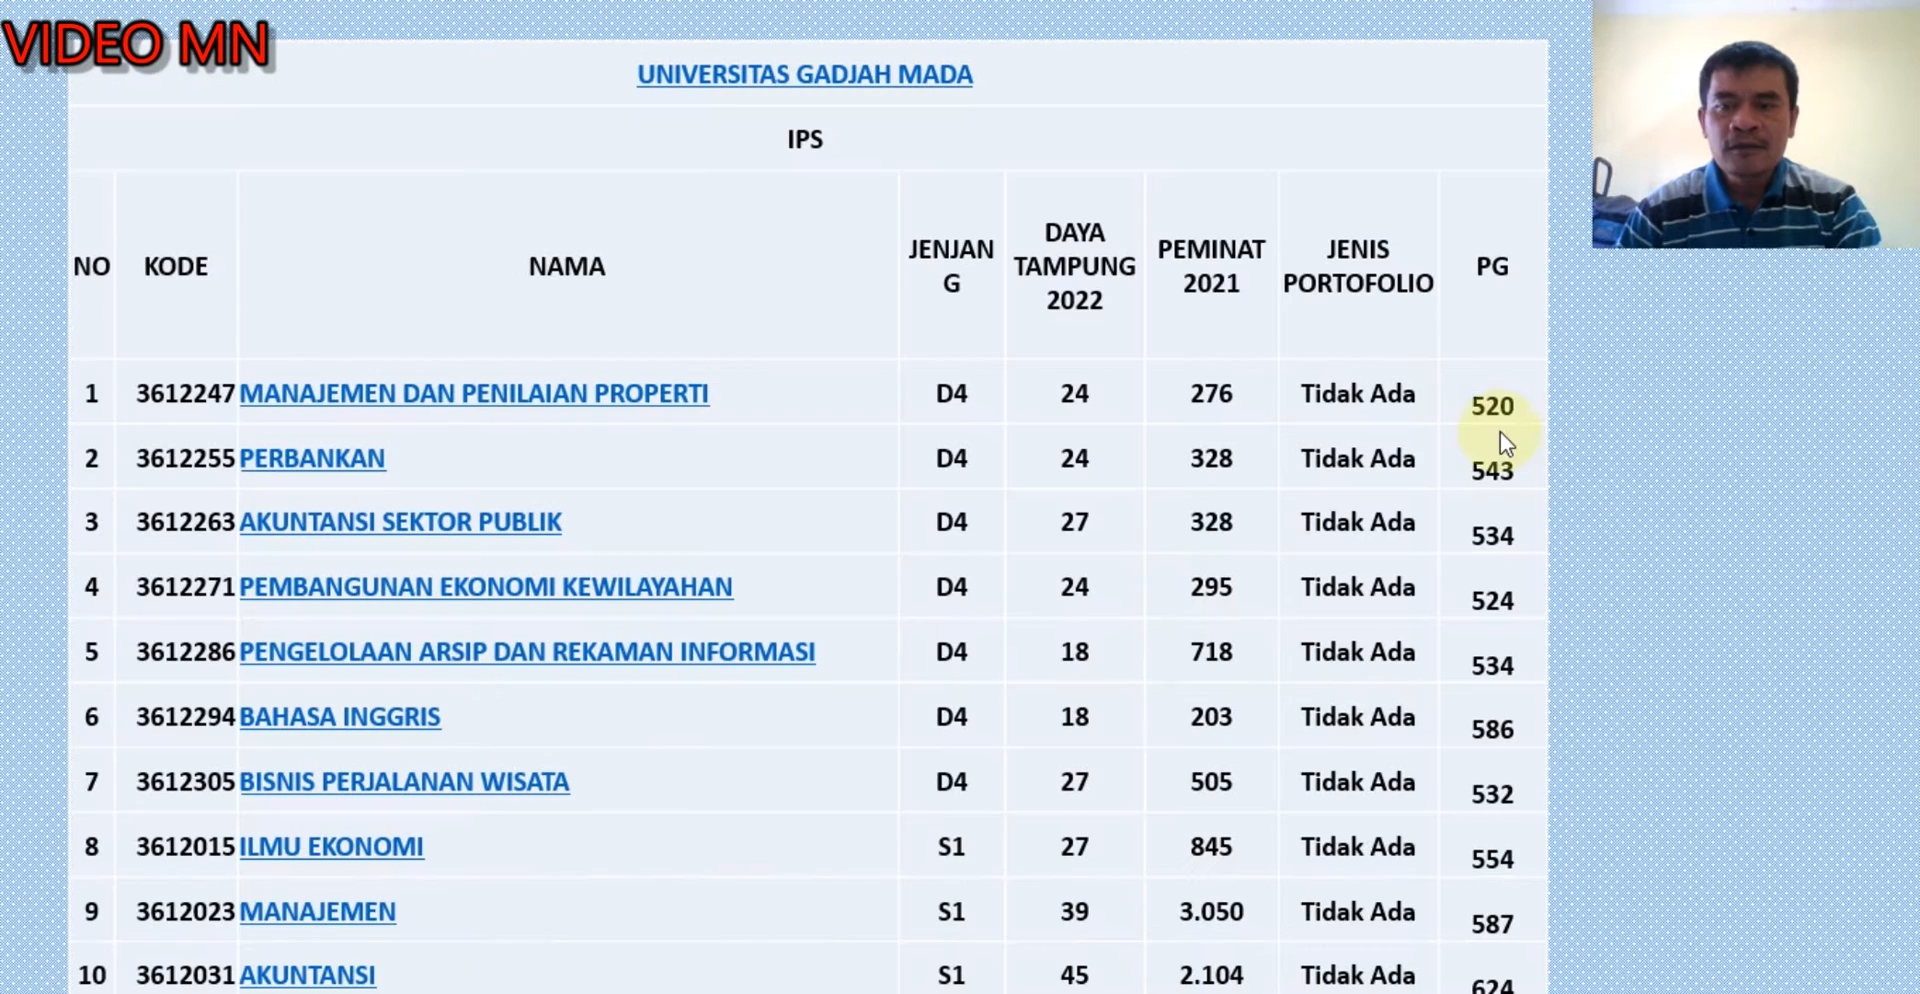 VIDEO MN
UNIVERSITAS GADJAH MADA
IPS
NO KODE NAMA JENJAN G DAYA TAMPUNG 2022 PEMINAT 2021 JENIS PORTOFOLIO PG
1 3612247 MANAJEMEN DAN PENILAIAN PROPERTI D4 24 276 Tidak Ada 520
2 3612255 PERBANKAN D4 24 328 Tidak Ada 543
3 3612263 AKUNTANSI SEKTOR PUBLIK D4 27 328 Tidak Ada 534
4 3612271 PEMBANGUNAN EKONOMI KEWILAYAHAN D4 24 295 Tidak Ada 524
5 3612286 PENGELOLAAN ARSIP DAN REKAMAN INFORMASI D4 18 718 Tidak Ada 534
6 3612294 BAHASA INGGRIS D4 18 203 Tidak Ada 586
7 3612305 BISNIS PERJALANAN WISATA D4 27 505 Tidak Ada 532
8 3612015 ILMU EKONOMI S1 27 845 Tidak Ada 554
9 3612023 MANAJEMEN S1 39 3.050 Tidak Ada 587
10 3612031 AKUNTANSI S1 45 2.104 Tidak Ada 624